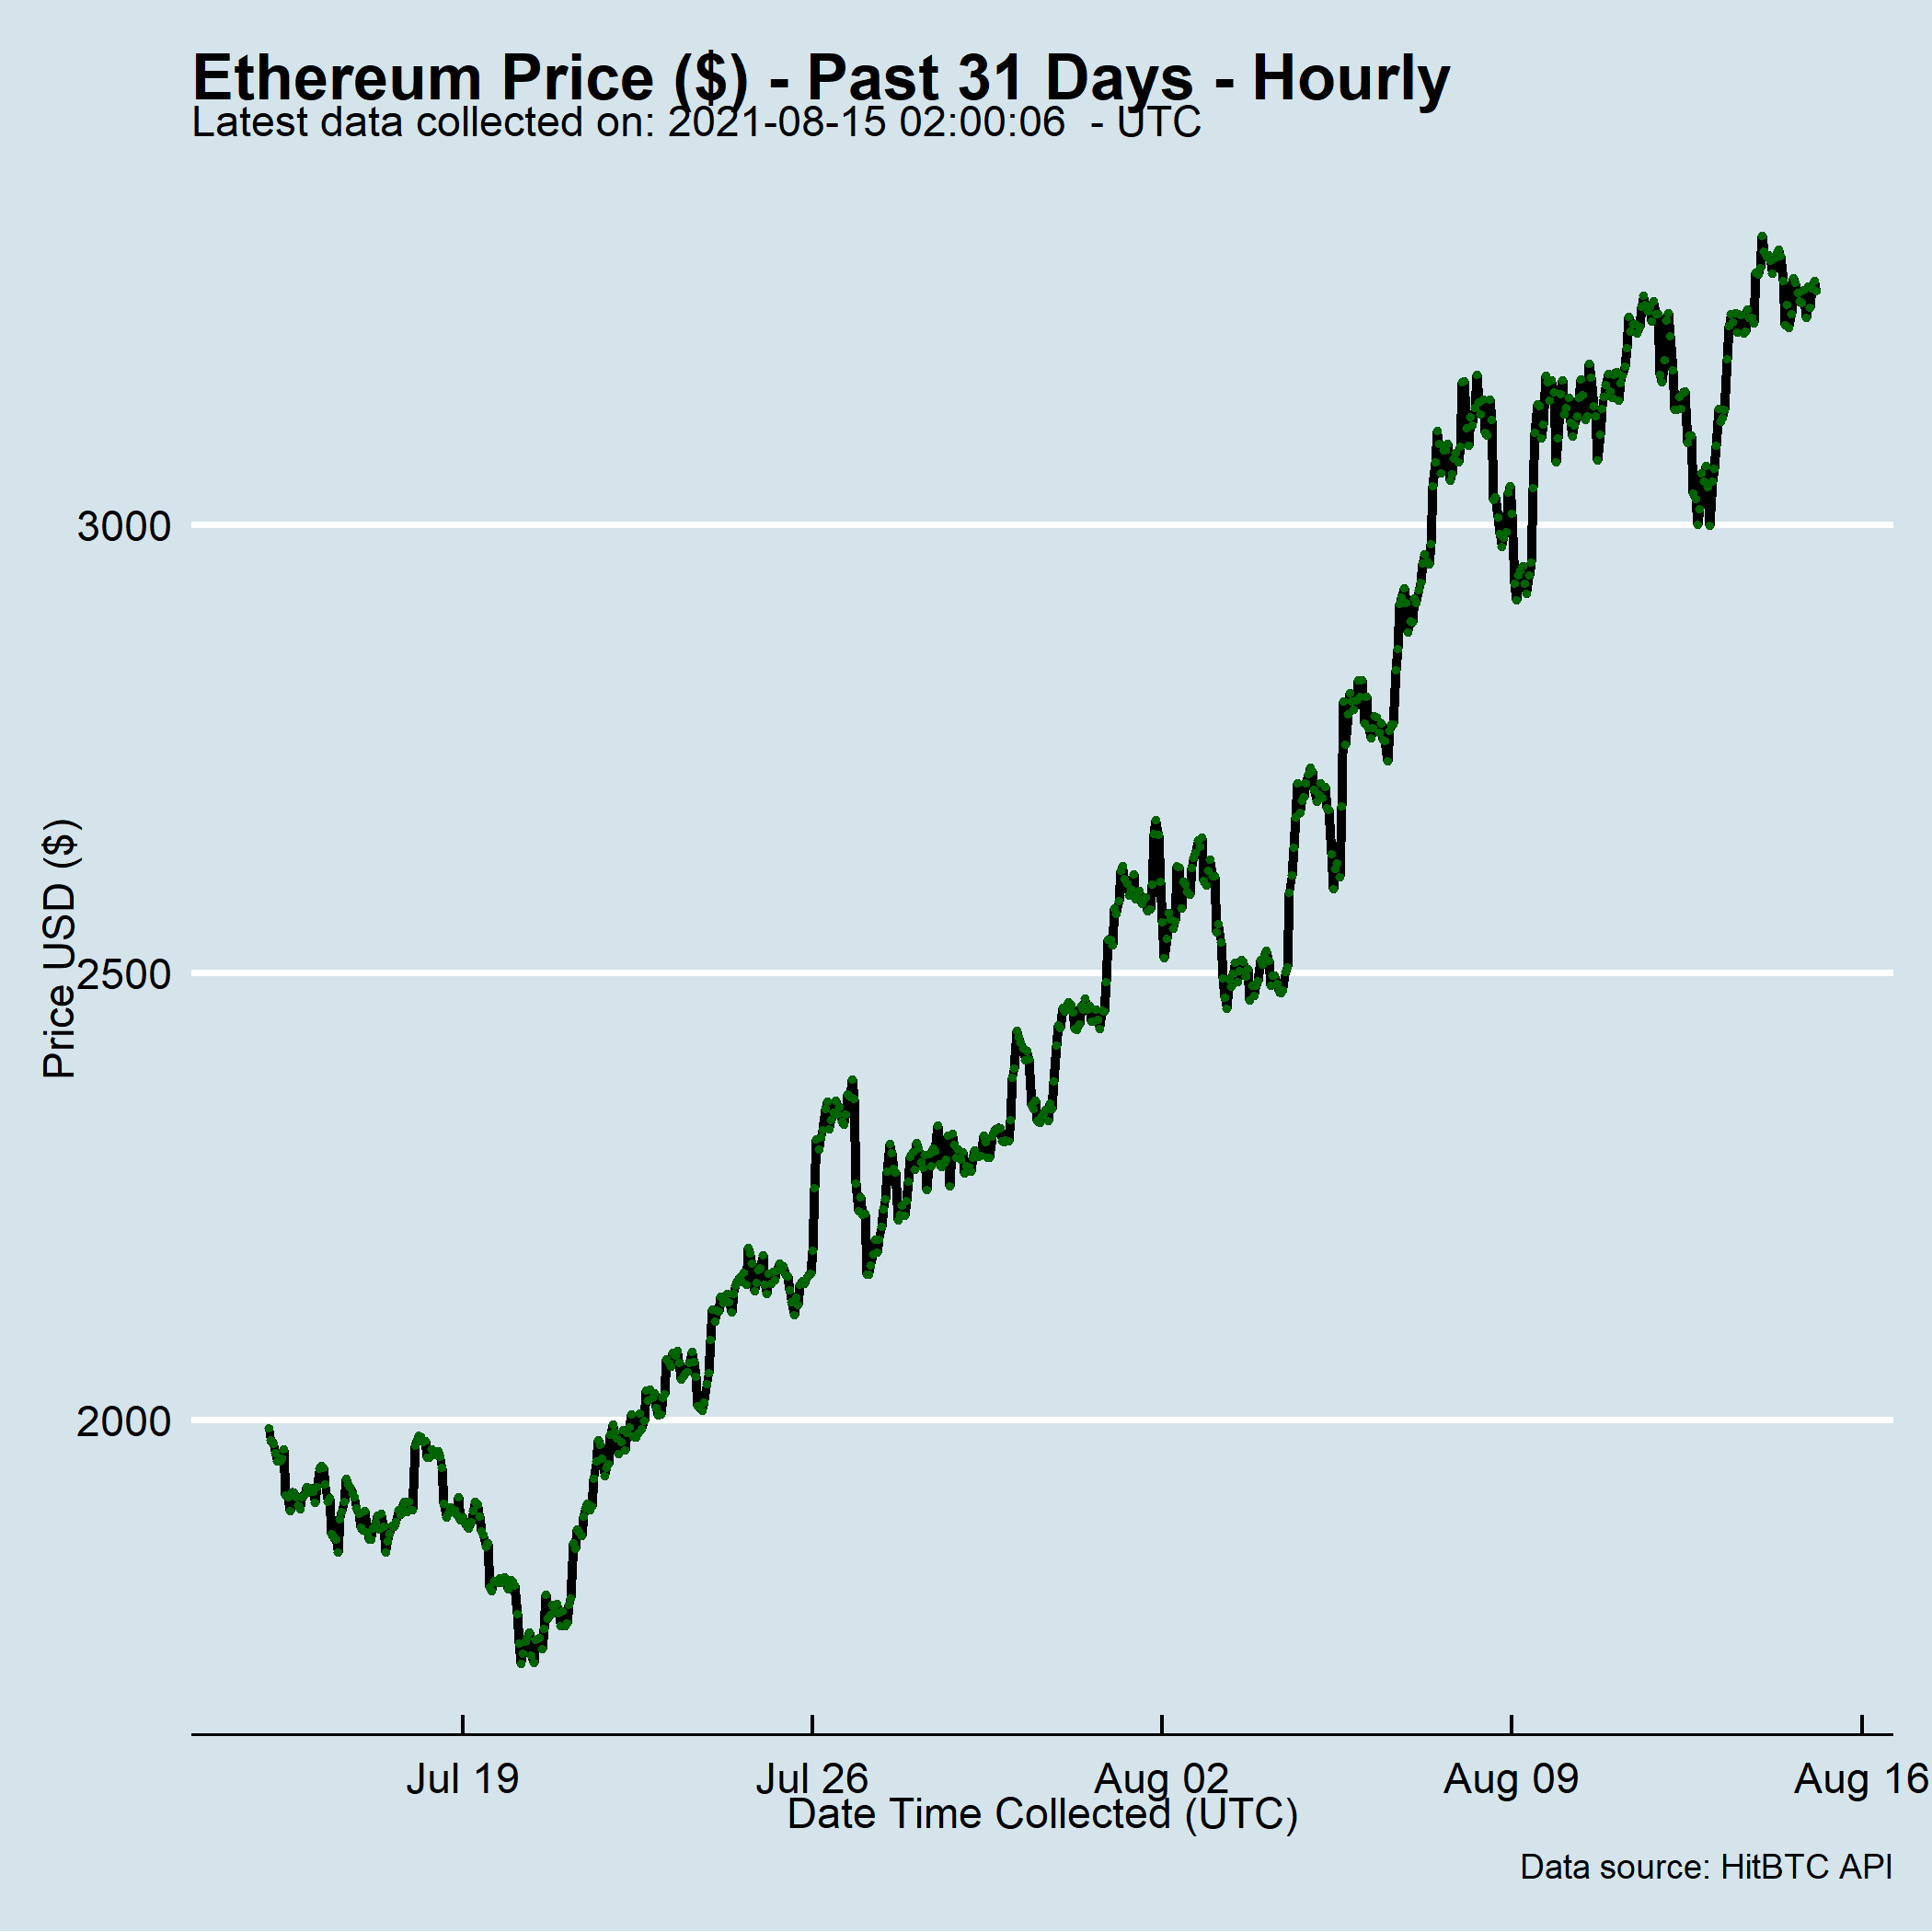 Ethereum Price ($) - Past 31 Days - Hourly
Latest data collected on: 2021-08-15 02:00:06  - UTC
3000
2500
2000
Price USD ($)
Jul 19
Jul 26
Aug 02
Aug 09
Aug 16
Date Time Collected (UTC)
Data source: HitBTC API